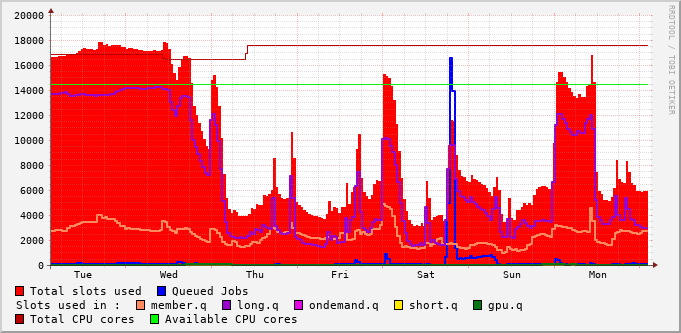 20000
18000
16000
14000
12000
10000
8000
6000
4000
2000
0
Tue Wed Thu Fri Sat Sun Mon
RRDTOOL / TOBI OETIKER
Total slots used Queued Jobs
Slots used in : member.q long.q ondemand.q short.q gpu.q
Total CPU cores Available CPU cores